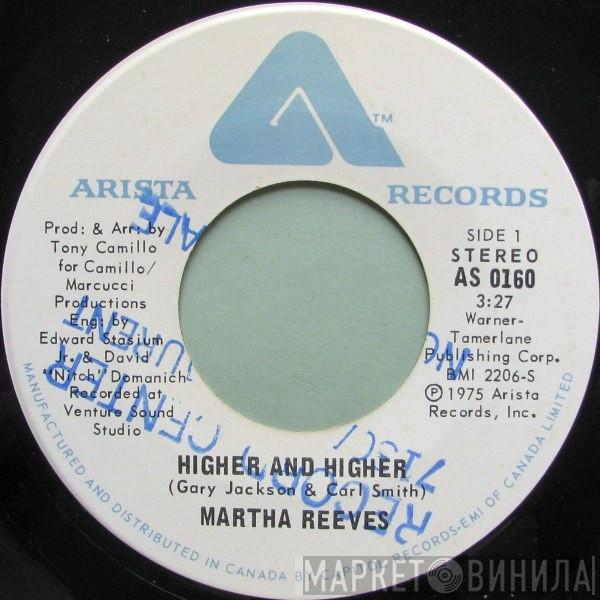 ARISTA RECORDS
TM
Prod: & Arr: by
Tony Camillo
for Camillo/
Marcucci
Productions
Eng: by
Edward Stasium
Jr. & David
"Nitch" Domanich
Recorded at
Venture Sound
Studio
SIDE 1
STEREO
AS 0160
3:27
Warner-
Tamerlane
Publishing Corp.
BMI 2206-S
Ⓟ 1975 Arista
Records, Inc.
HIGHER AND HIGHER
(Gary Jackson & Carl Smith)
MARTHA REEVES
MANUFACTURED AND DISTRIBUTED IN CANADA BY CAPITOL RECORDS-EMI OF CANADA LIMITED
RECORD CENTER
МАРКЕТ ВИНИЛА